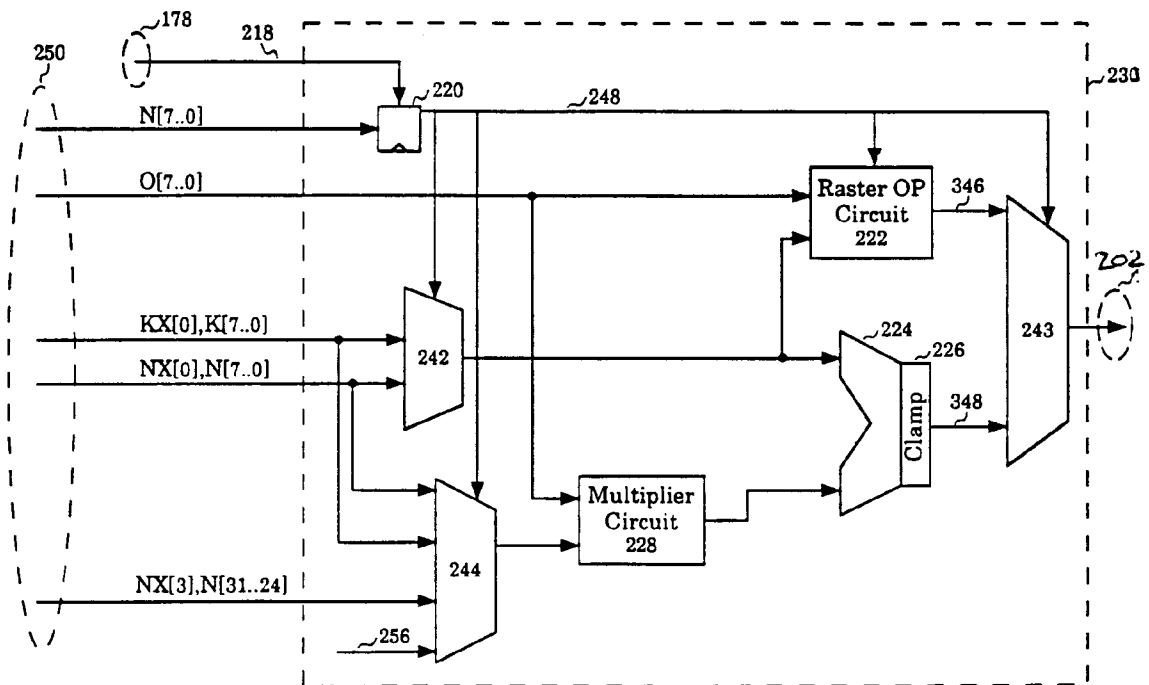 178
218
250
230
220
248
N[7..0]
O[7..0]
Raster OP
Circuit
222
346
202
KX[0],K[7..0]
NX[0],N[7..0]
242
224
226
243
Clamp
348
Multiplier
Circuit
228
244
NX[3],N[31..24]
256